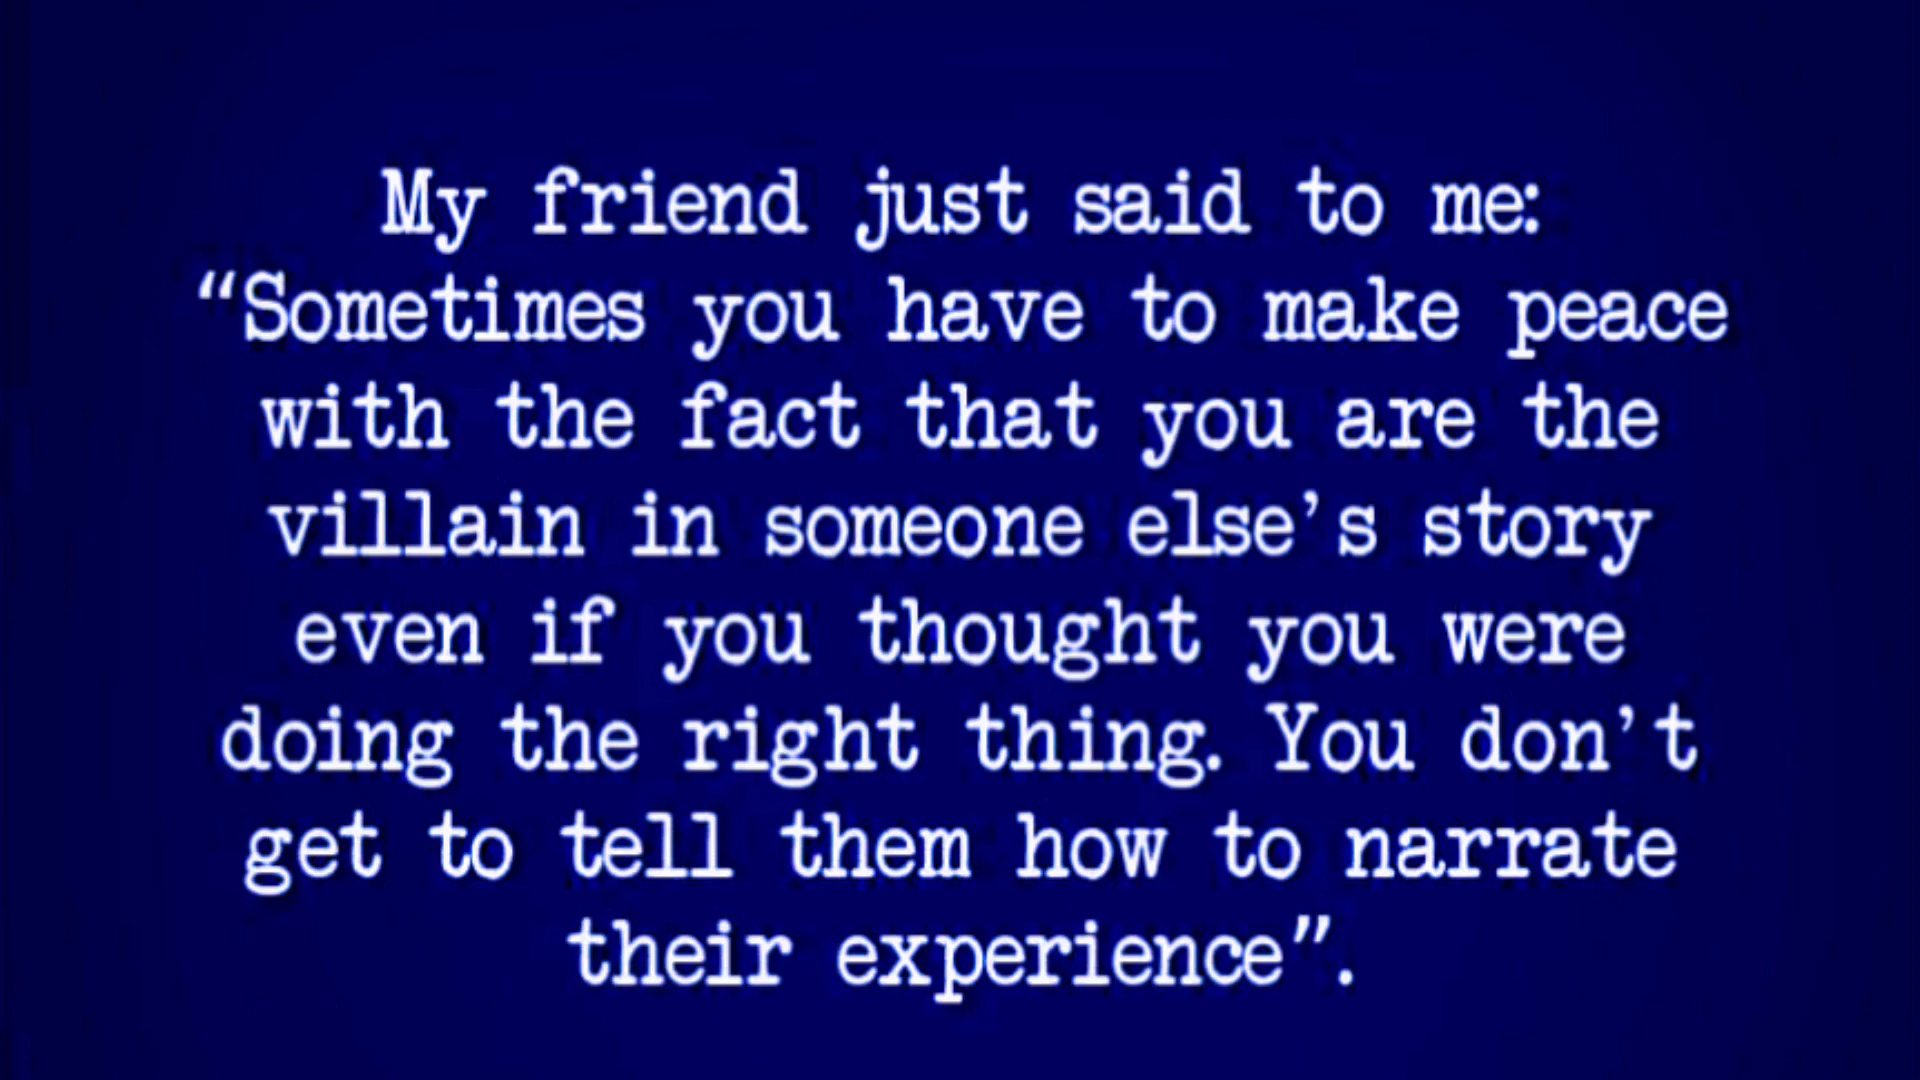 My friend just said to me:
“Sometimes you have to make peace
with the fact that you are the
villain in someone else’s story
even if you thought you were
doing the right thing. You don’t
get to tell them how to narrate
their experience”.